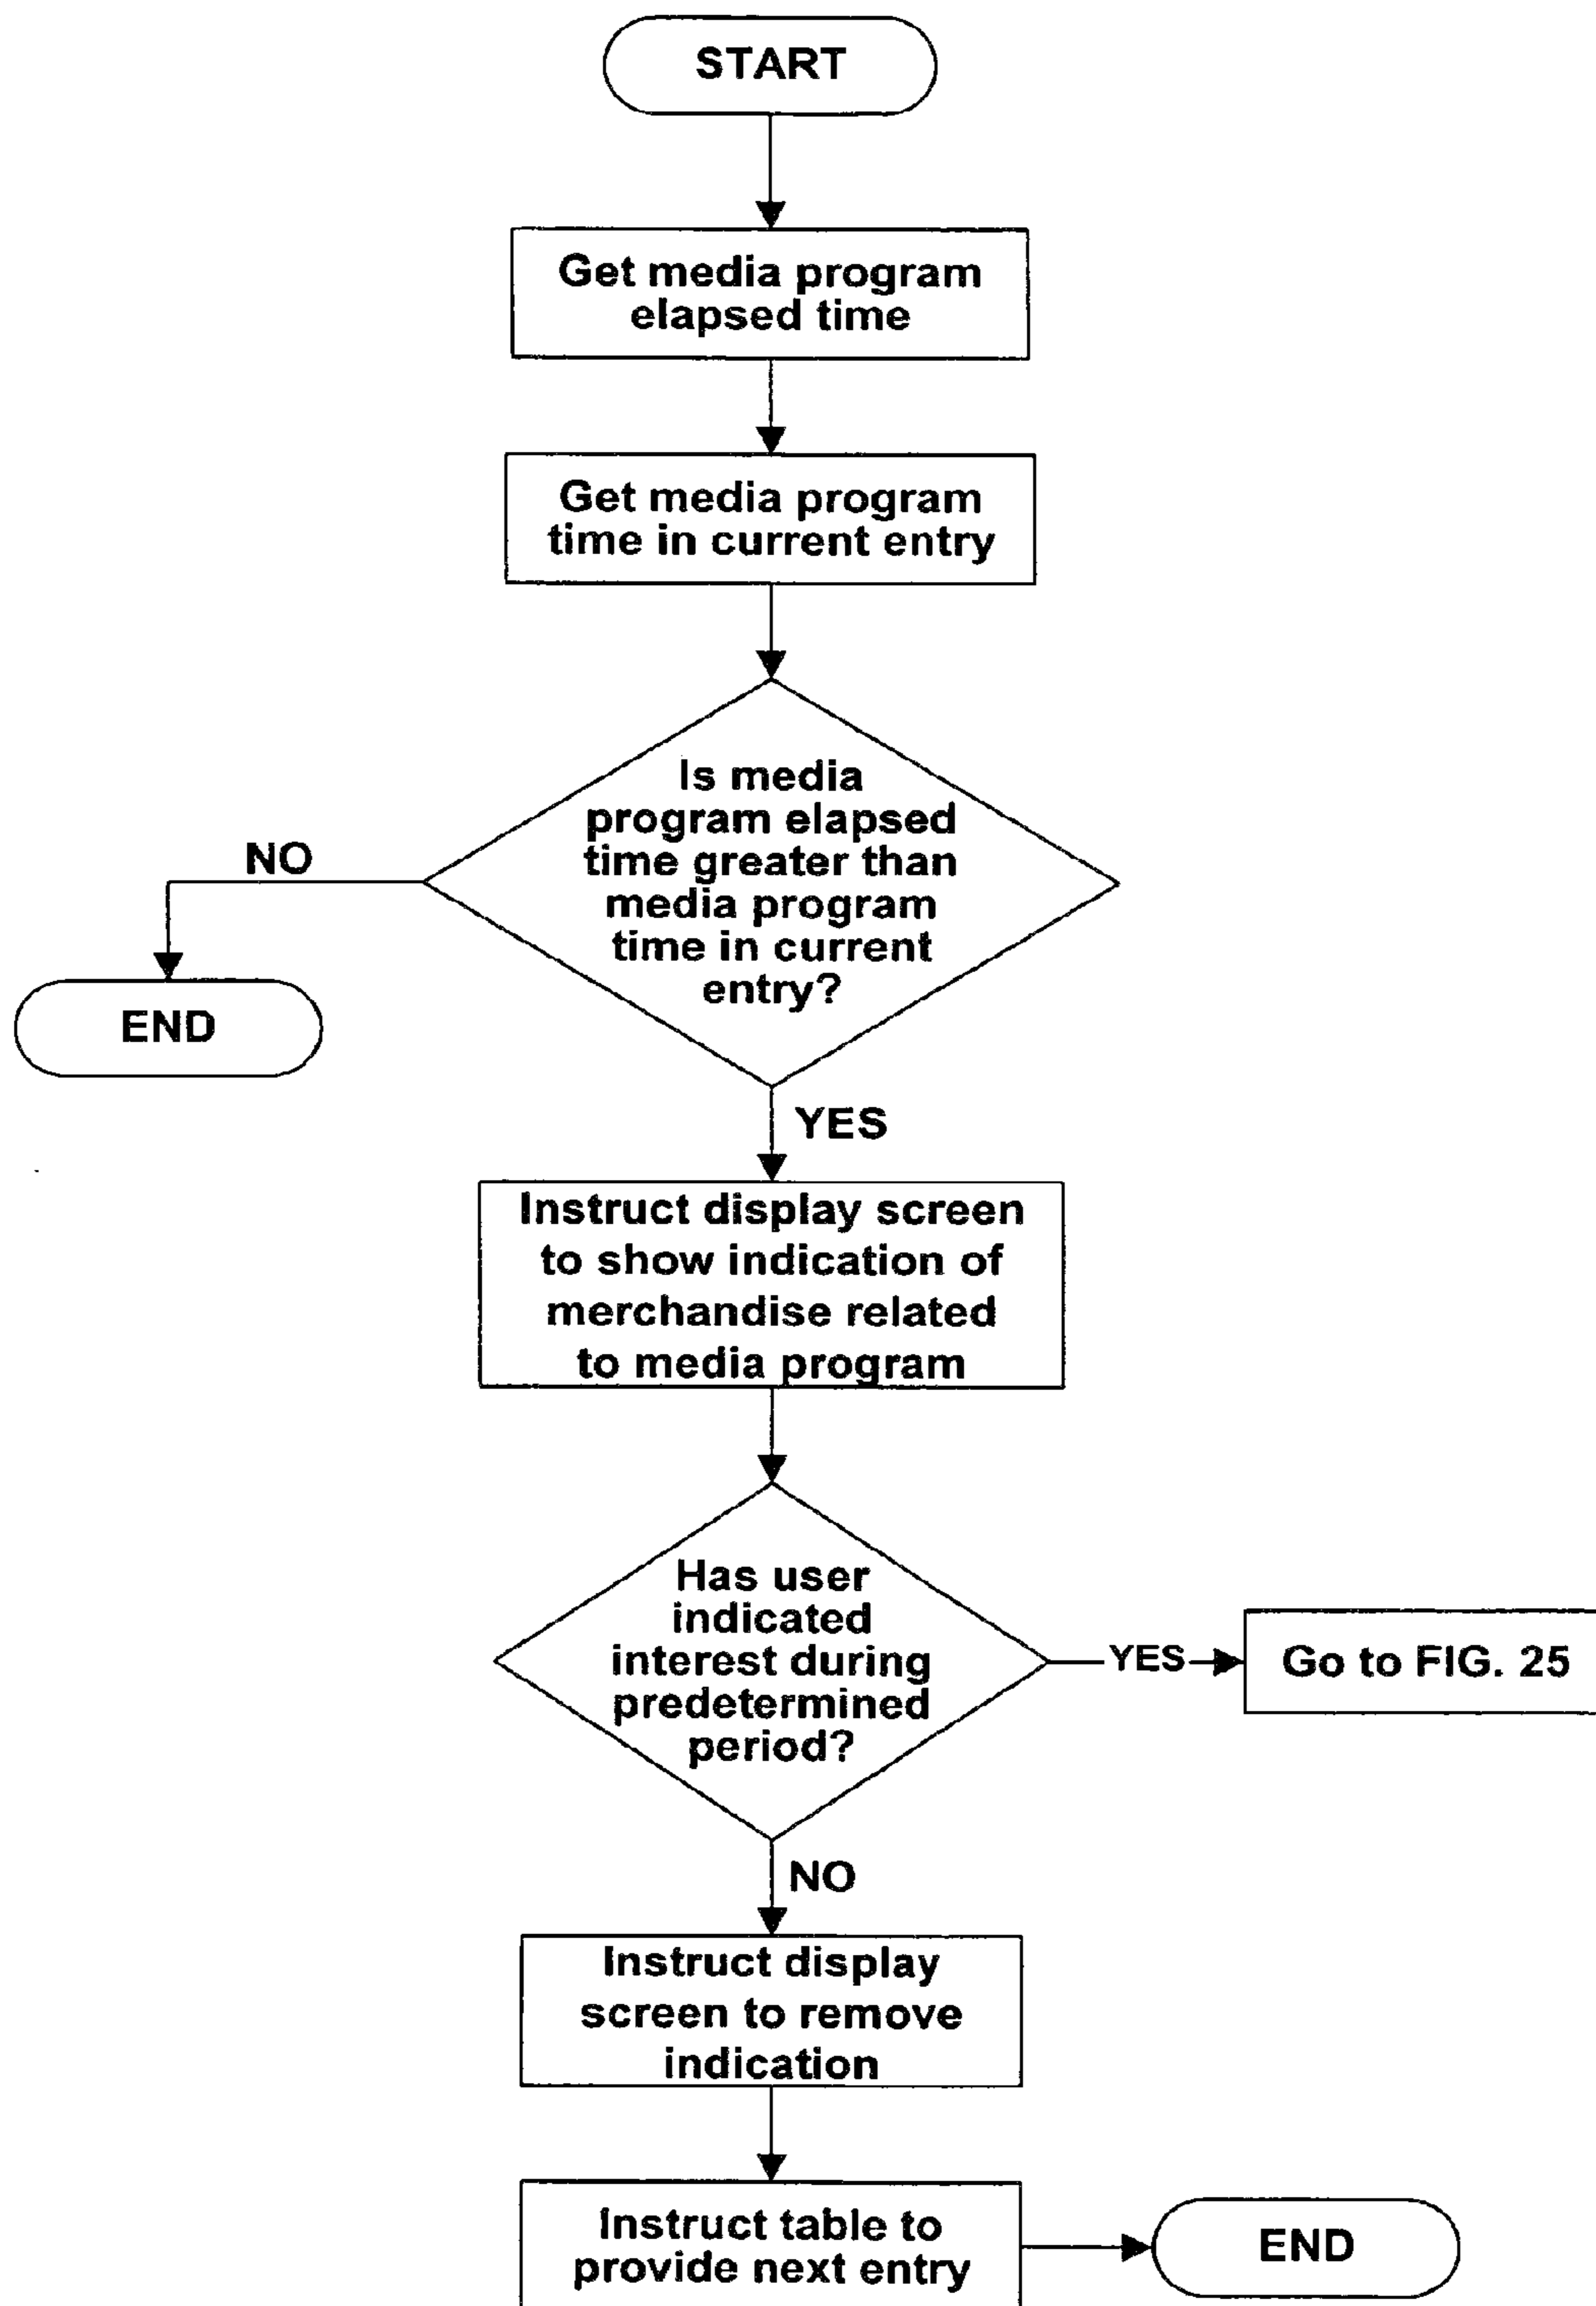 START
Get media program
elapsed time
Get media program
time in current entry
Is media
program elapsed
time greater than
media program
time in current
entry?
NO
END
YES
Instruct display screen
to show indication of
merchandise related
to media program
Has user
indicated
interest during
predetermined
period?
YES
Go to FIG. 25
NO
Instruct display
screen to remove
indication
Instruct table to
provide next entry
END